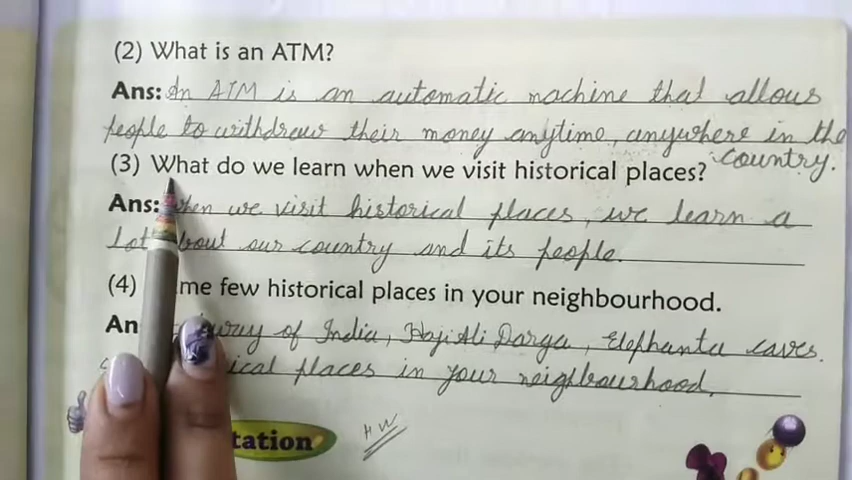 (2) What is an ATM?
Ans: An ATM is an automatic machine that allous
people to withdraw their money anytime, anywhere in the
country.
(3) What do we learn when we visit historical places?
Ans: when we visit historical places, we learn a
lot about our country and its people.
(4) me few historical places in your neighbourhood.
An way of India, Haji Ali Darga, Elephanta caves.
ical places in your neighbourhood.
tation
HW